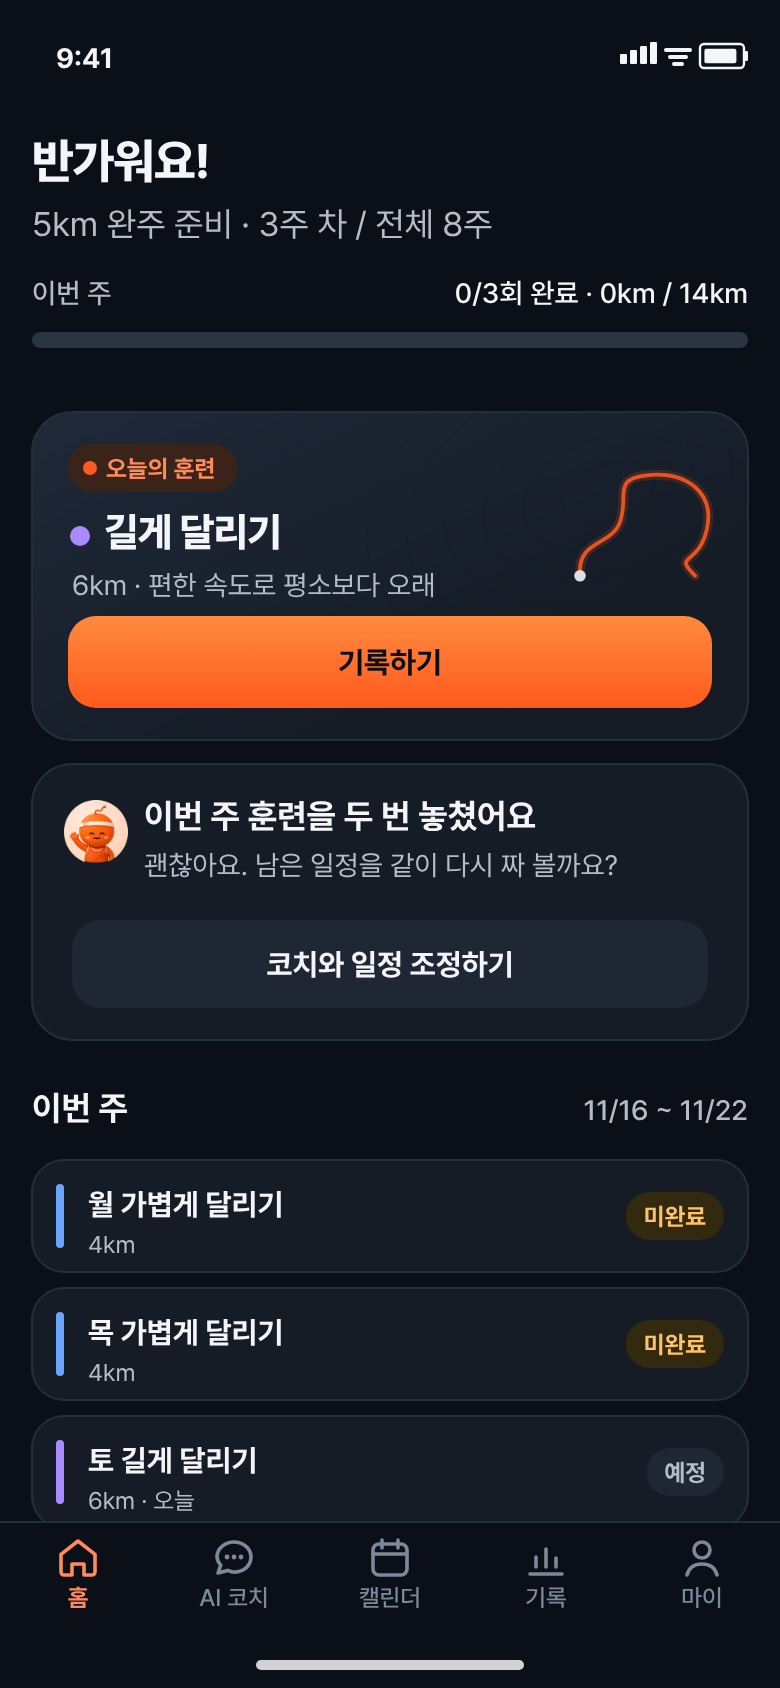 9:41
반가워요!
5km 완주 준비 · 3주 차 / 전체 8주
이번 주
0/3회 완료 · 0km / 14km
오늘의 훈련
길게 달리기
6km · 편한 속도로 평소보다 오래
기록하기
이번 주 훈련을 두 번 놓쳤어요
괜찮아요. 남은 일정을 같이 다시 짜 볼까요?
코치와 일정 조정하기
이번 주
11/16 ~ 11/22
월 가볍게 달리기
4km
미완료
목 가볍게 달리기
4km
미완료
토 길게 달리기
6km · 오늘
예정
홈
AI 코치
캘린더
기록
마이